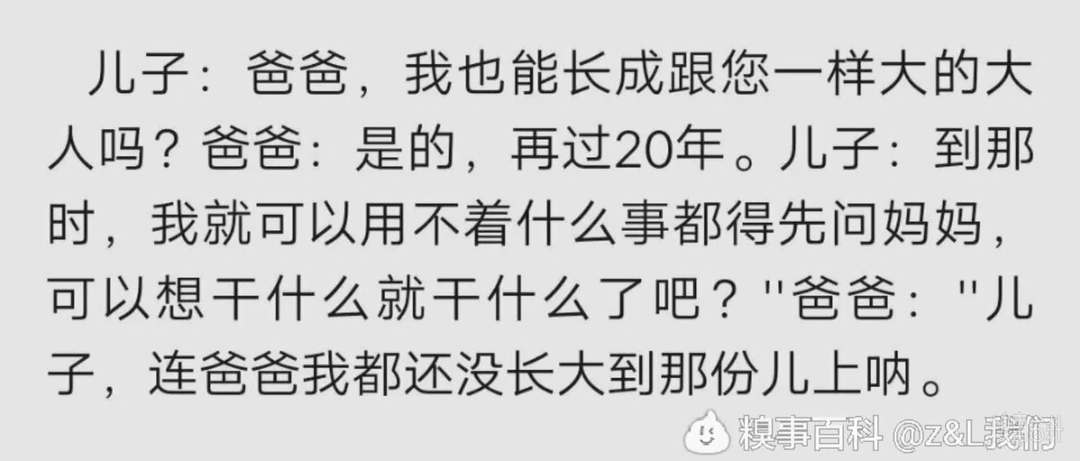 儿子：爸爸，我也能长成跟您一样大的大
人吗？爸爸：是的，再过20年。儿子：到那
时，我就可以用不着什么事都得先问妈妈，
可以想干什么就干什么了吧？"爸爸："儿
子，连爸爸我都还没长大到那份儿上呐。
糗事百科 @z&L我们